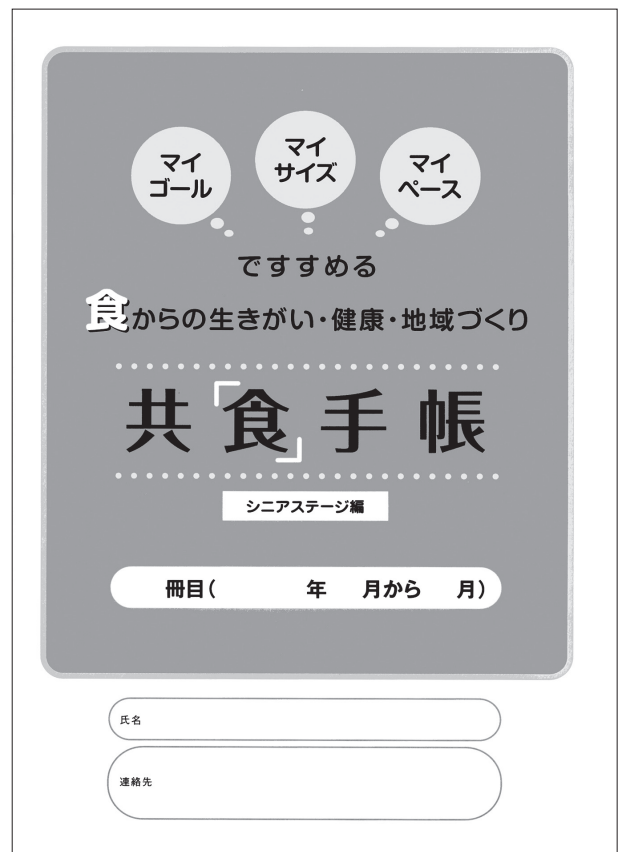 マイ
ゴール
マイ
サイズ
マイ
ペース
ですすめる
食からの生きがい・健康・地域づくり
共「食」手帳
シニアステージ編
冊目(　　　年　月から　月)
氏名
連絡先